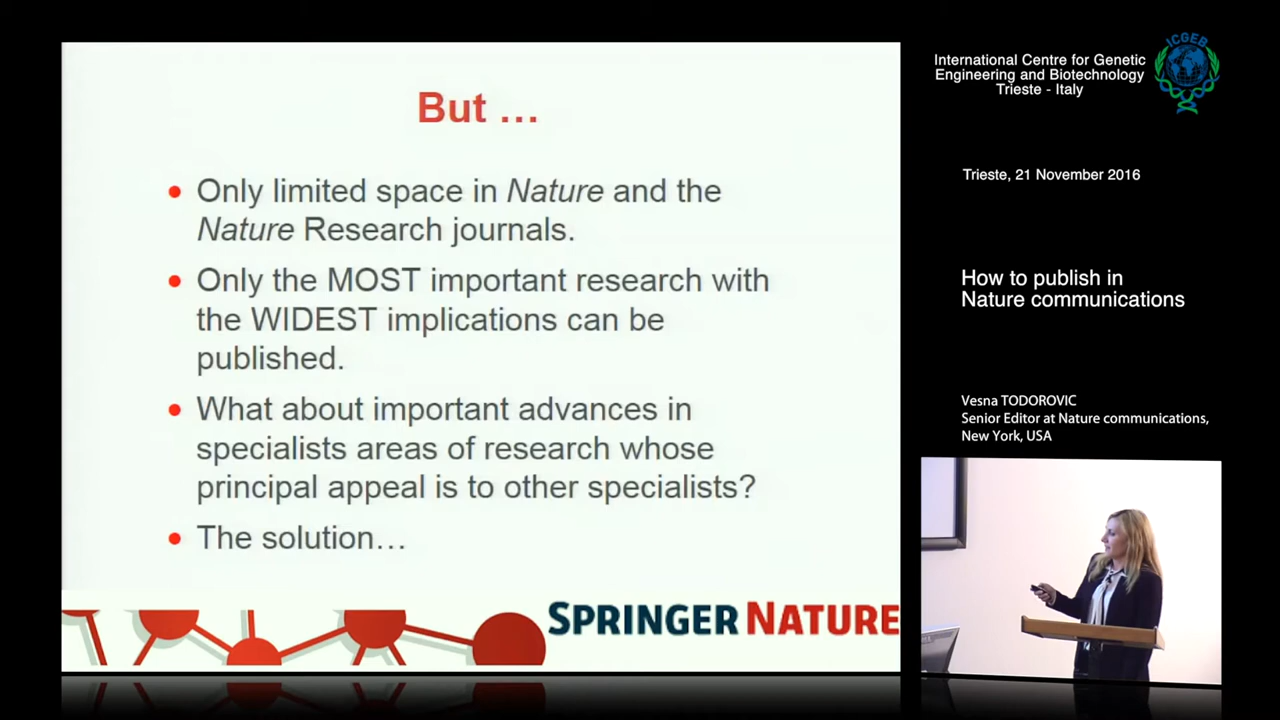 But …
• Only limited space in Nature and the
Nature Research journals.
• Only the MOST important research with
the WIDEST implications can be
published.
• What about important advances in
specialists areas of research whose
principal appeal is to other specialists?
• The solution…
SPRINGER NATURE
International Centre for Genetic
Engineering and Biotechnology
Trieste - Italy
ICGEB
Trieste, 21 November 2016
How to publish in
Nature communications
Vesna TODOROVIC
Senior Editor at Nature communications,
New York, USA